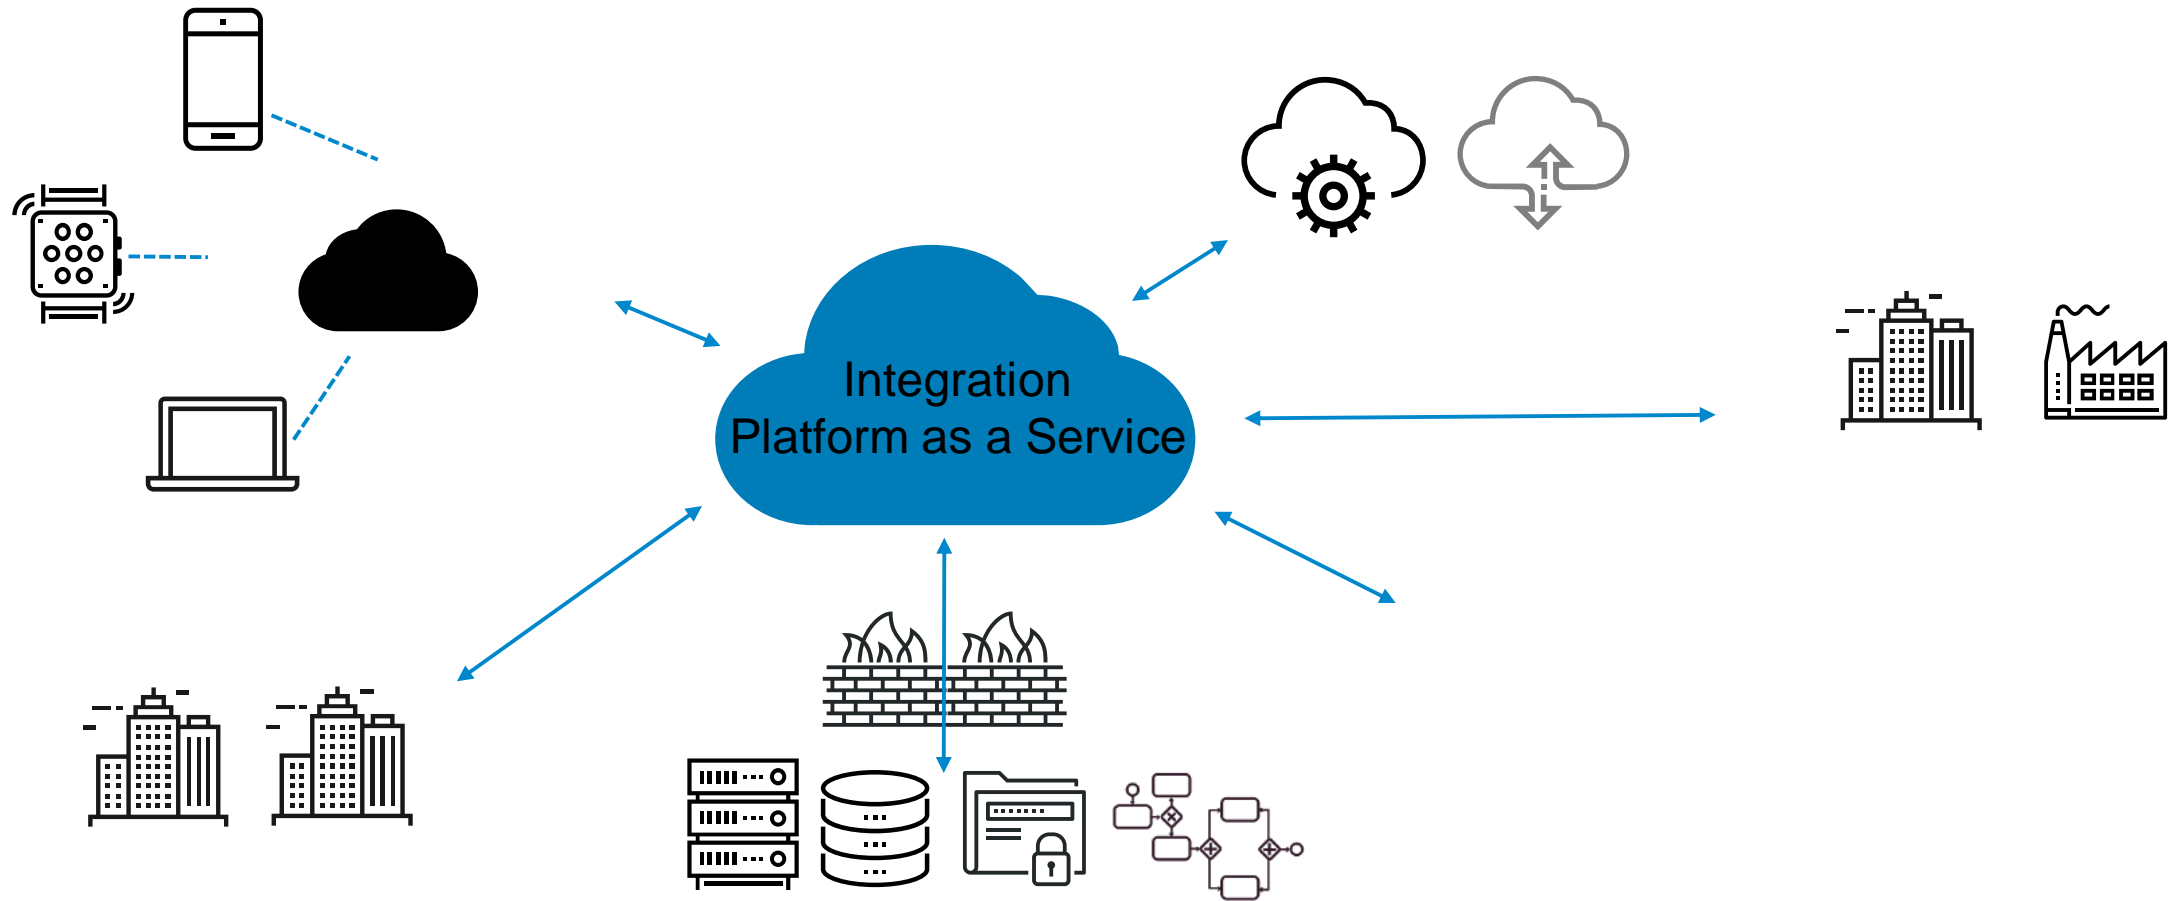 Integration
Platform as a Service